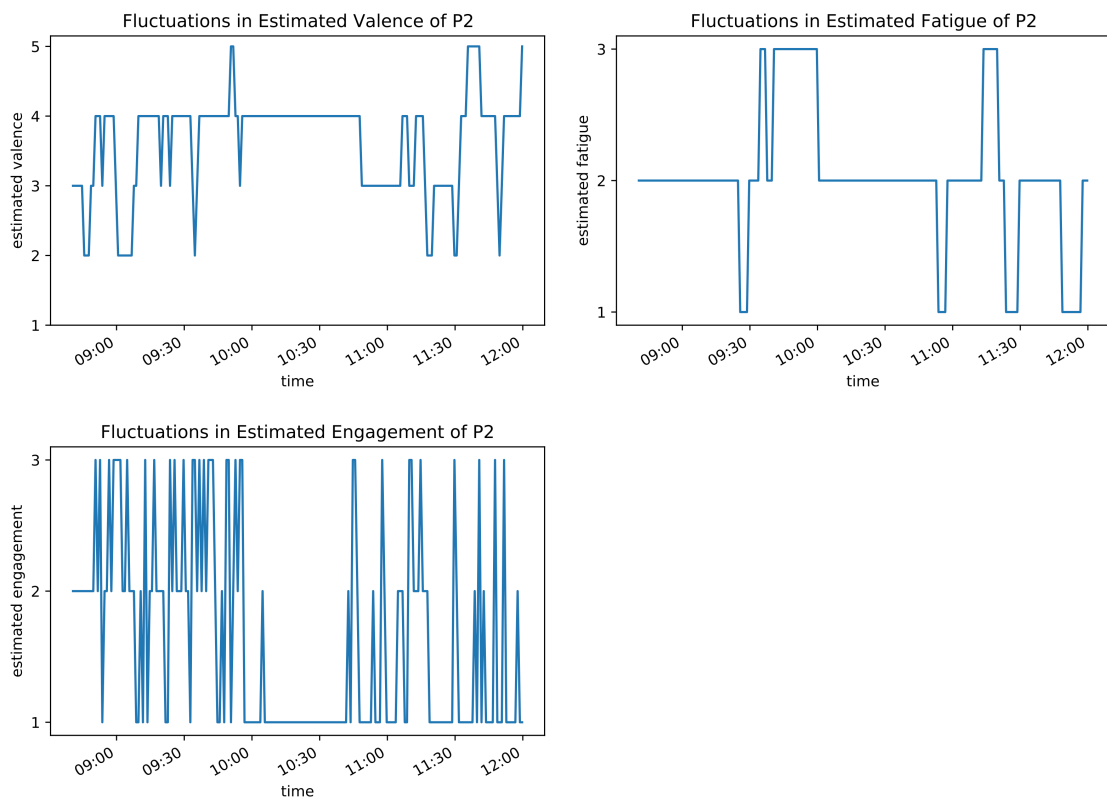 Fluctuations in Estimated Valence of P2
5
4
3
2
1
estimated valence
09:00 09:30 10:00 10:30 11:00 11:30 12:00
time
Fluctuations in Estimated Fatigue of P2
3
2
1
estimated fatigue
09:00 09:30 10:00 10:30 11:00 11:30 12:00
time
Fluctuations in Estimated Engagement of P2
3
2
1
estimated engagement
09:00 09:30 10:00 10:30 11:00 11:30 12:00
time